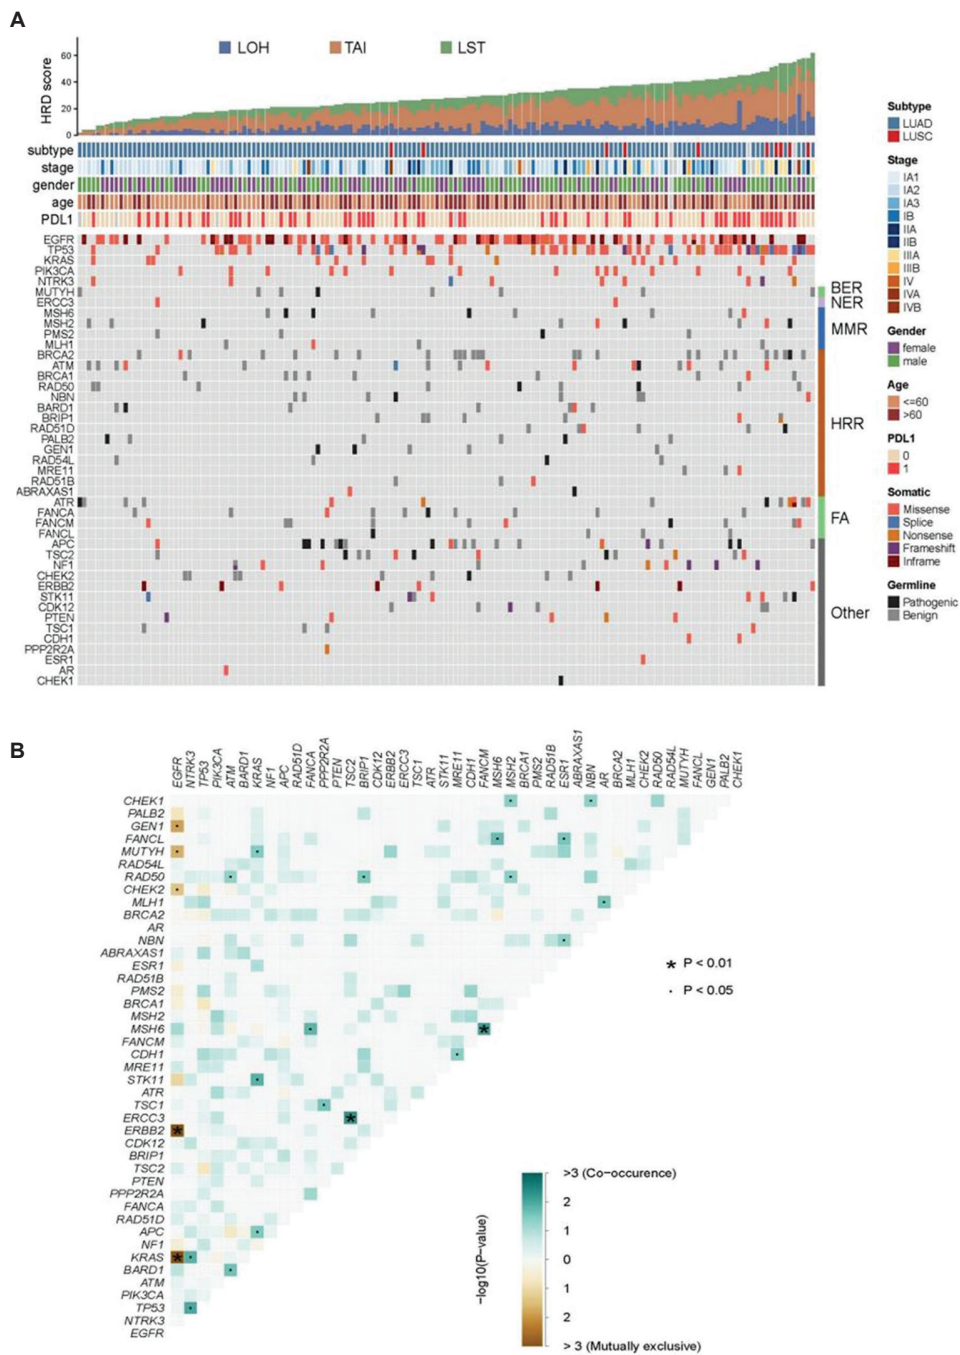 A
LOH TAI LST
HRD score
60
40
20
0
subtype
stage
gender
age
PDL1
EGFR
TP53
KRAS
PIK3CA
NTRK3
MUTYH
ERCC3
MSH6
MSH2
PMS2
MLH1
BRCA2
ATM
BRCA1
RAD50
NBN
BARD1
BRIP1
RAD51D
PALB2
GEN1
RAD54L
MRE11
RAD51B
ABRAXAS1
ATR
FANCA
FANCM
FANCL
APC
TSC2
NF1
CHEK2
ERBB2
STK11
CDK12
PTEN
TSC1
CDH1
PPP2R2A
ESR1
AR
CHEK1
BER
NER
MMR
HRR
FA
Other
Subtype
LUAD
LUSC
Stage
IA1
IA2
IA3
IB
IIA
IIB
IIIA
IIIB
IV
IVA
IVB
Gender
female
male
Age
<=60
>60
PDL1
0
1
Somatic
Missense
Splice
Nonsense
Frameshift
Inframe
Germline
Pathogenic
Benign
B
EGFR
NTRK3
TP53
PIK3CA
ATM
BARD1
KRAS
NF1
APC
RAD51D
FANCA
PPP2R2A
PTEN
TSC2
BRIP1
CDK12
ERBB2
ERCC3
TSC1
ATR
STK11
MRE11
CDH1
FANCM
MSH6
MSH2
BRCA1
PMS2
RAD51B
ESR1
ABRAXAS1
NBN
AR
BRCA2
MLH1
CHEK2
RAD50
RAD54L
MUTYH
FANCL
GEN1
PALB2
CHEK1
CHEK1
PALB2
GEN1
FANCL
MUTYH
RAD54L
RAD50
CHEK2
MLH1
BRCA2
AR
NBN
ABRAXAS1
ESR1
RAD51B
PMS2
BRCA1
MSH2
MSH6
FANCM
CDH1
MRE11
STK11
ATR
TSC1
ERCC3
ERBB2
CDK12
BRIP1
TSC2
PTEN
PPP2R2A
FANCA
RAD51D
APC
NF1
KRAS
BARD1
ATM
PIK3CA
TP53
NTRK3
EGFR
* P < 0.01
· P < 0.05
−log10(P−value)
>3 (Co−occurence)
2
1
0
1
2
> 3 (Mutually exclusive)